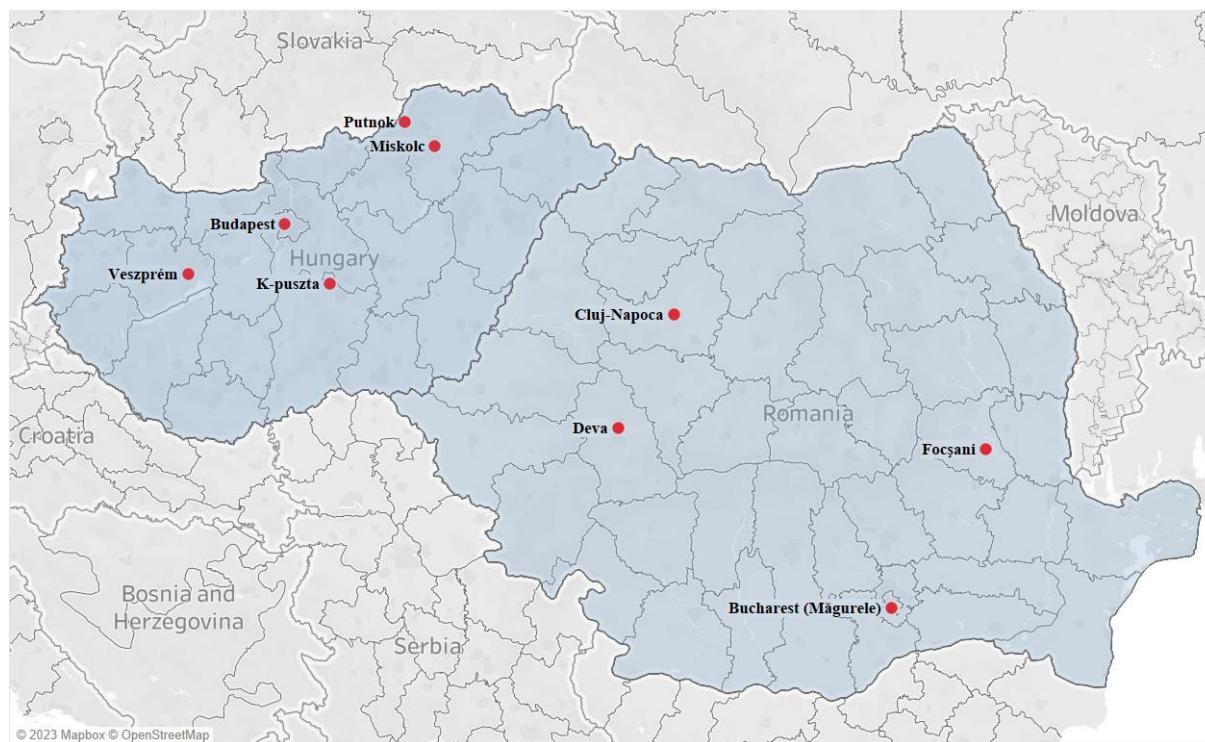 Slovakia
Putnok
Miskolc
Moldova
Budapest
Hungary
Veszprém
K-puszta
Cluj-Napoca
Romania
Deva
Croatia
Focșani
Bosnia and
Herzegovina
Bucharest (Măgurele)
Serbia
© 2023 Mapbox © OpenStreetMap